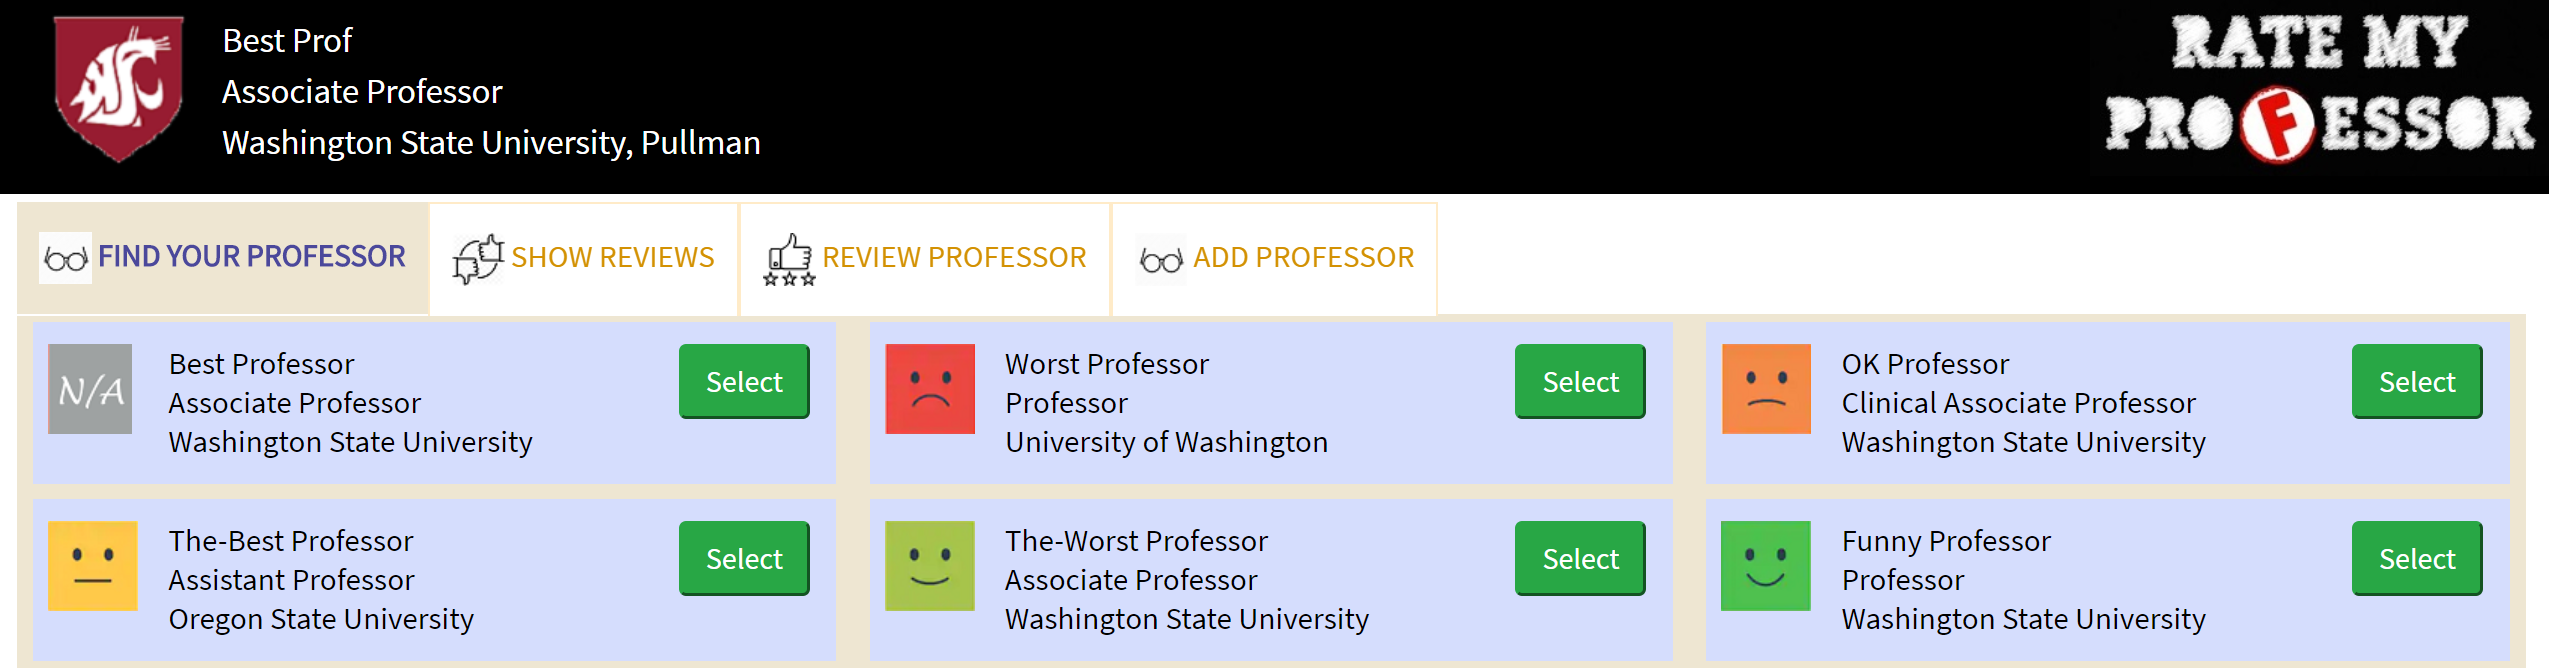 Best Prof
Associate Professor
Washington State University, Pullman
RATE MY
PROFESSOR
FIND YOUR PROFESSOR
SHOW REVIEWS
REVIEW PROFESSOR
ADD PROFESSOR
N/A
Best Professor
Associate Professor
Washington State University
Select
Worst Professor
Professor
University of Washington
Select
OK Professor
Clinical Associate Professor
Washington State University
Select
The-Best Professor
Assistant Professor
Oregon State University
Select
The-Worst Professor
Associate Professor
Washington State University
Select
Funny Professor
Professor
Washington State University
Select